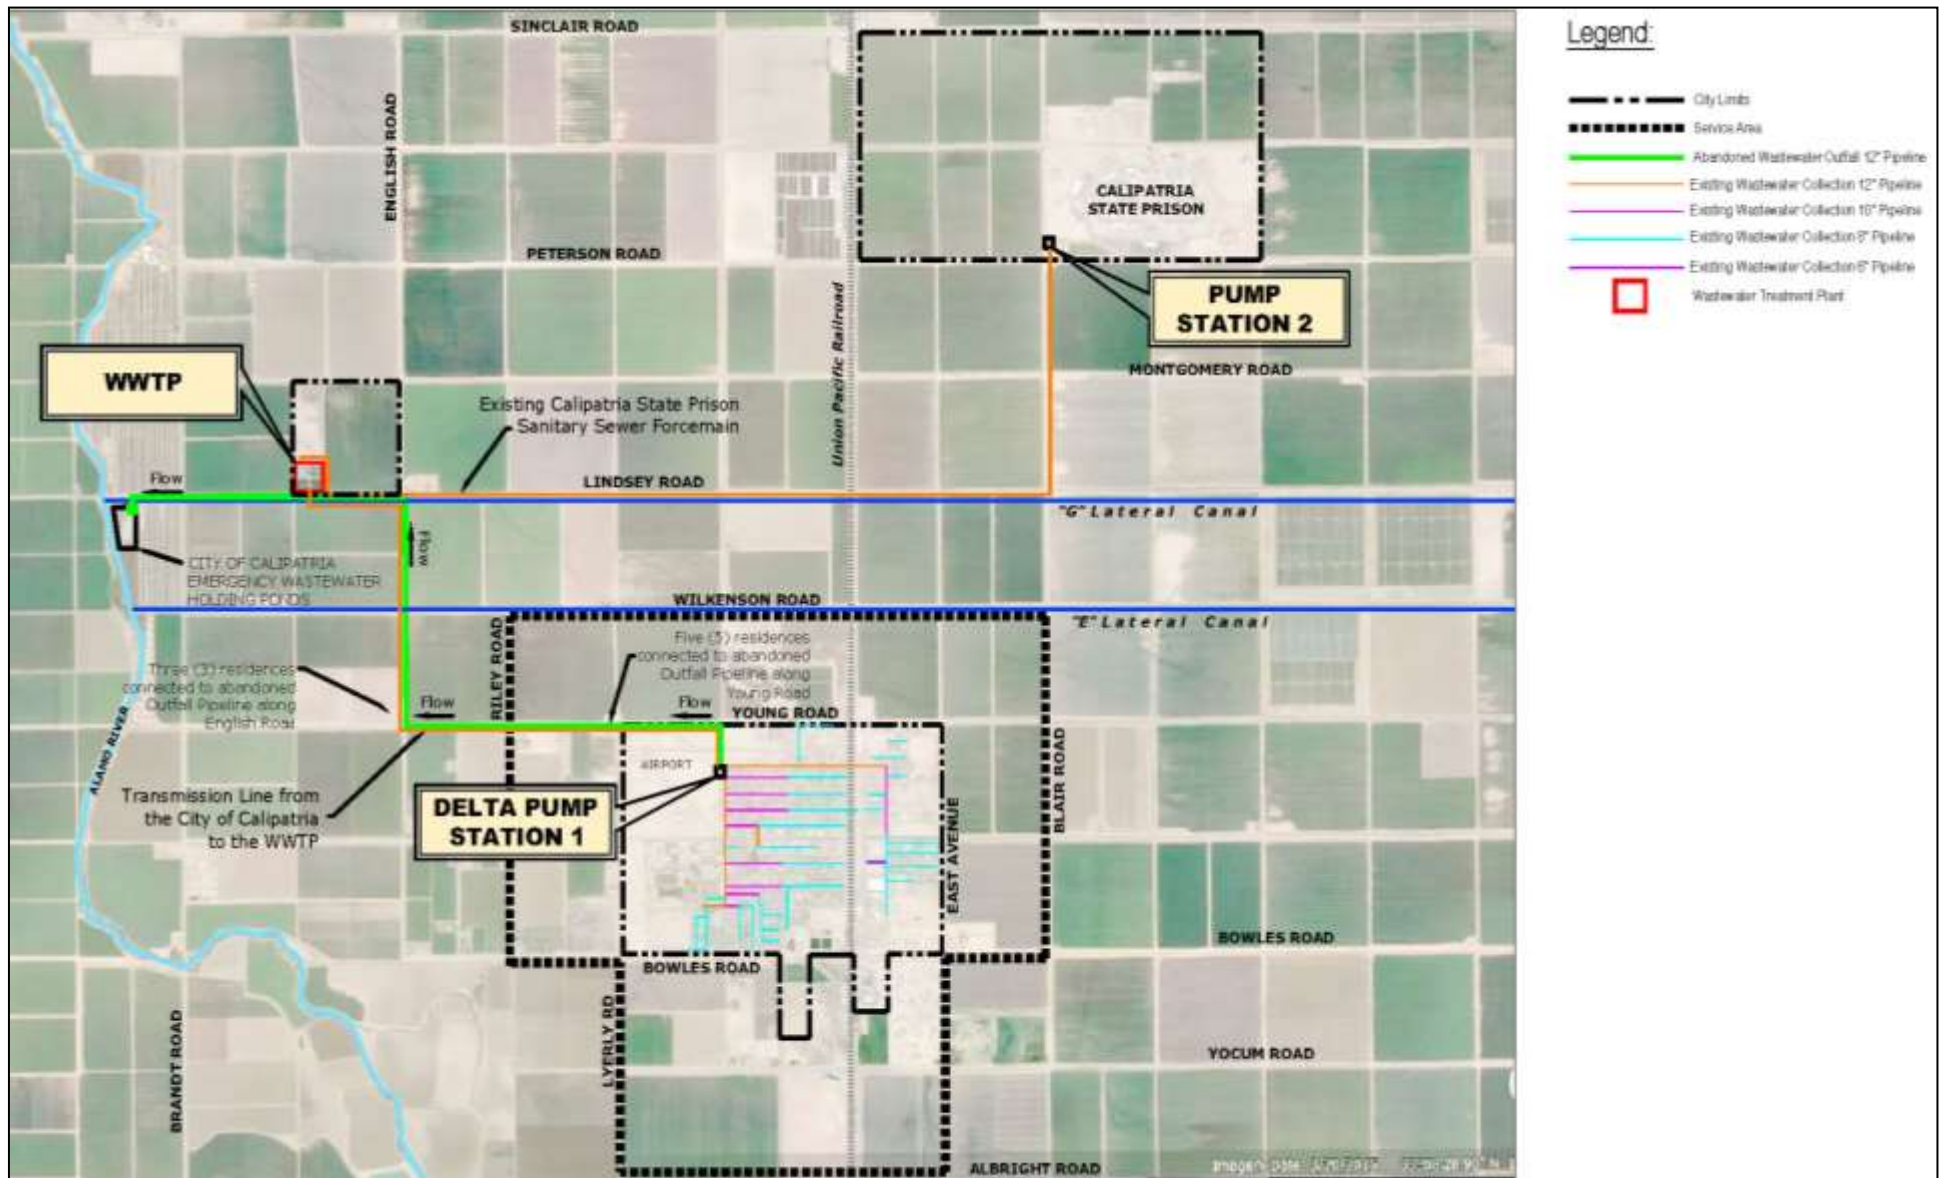 SINCLAIR ROAD
ENGLISH ROAD
CALIPATRIA
STATE PRISON
PETERSON ROAD
PUMP
STATION 2
Union Pacific Railroad
MONTGOMERY ROAD
WWTP
Existing Calipatria State Prison
Sanitary Sewer Forcemain
Flow
LINDSEY ROAD
"G" Lateral Canal
Flow
CITY OF CALIPATRIA
EMERGENCY WASTEWATER
HOLDING PONDS
WILKENSON ROAD
"E" Lateral Canal
RILEY ROAD
Five (5) residences
connected to abandoned
Outfall Pipeline along
Young Road
Three (3) residences
connected to abandoned
Outfall Pipeline along
English Road
Flow
Flow
YOUNG ROAD
ALAMO RIVER
AIRPORT
BLAIR ROAD
Transmission Line from
the City of Calipatria
to the WWTP
DELTA PUMP
STATION 1
EAST AVENUE
BOWLES ROAD
BOWLES ROAD
LYERLY RD
BRANDT ROAD
YOCUM ROAD
ALBRIGHT ROAD
Legend:
City Limits
Service Area
Abandoned Wastewater Outfall 12" Pipeline
Existing Wastewater Collection 12" Pipeline
Existing Wastewater Collection 10" Pipeline
Existing Wastewater Collection 8" Pipeline
Existing Wastewater Collection 6" Pipeline
Wastewater Treatment Plant